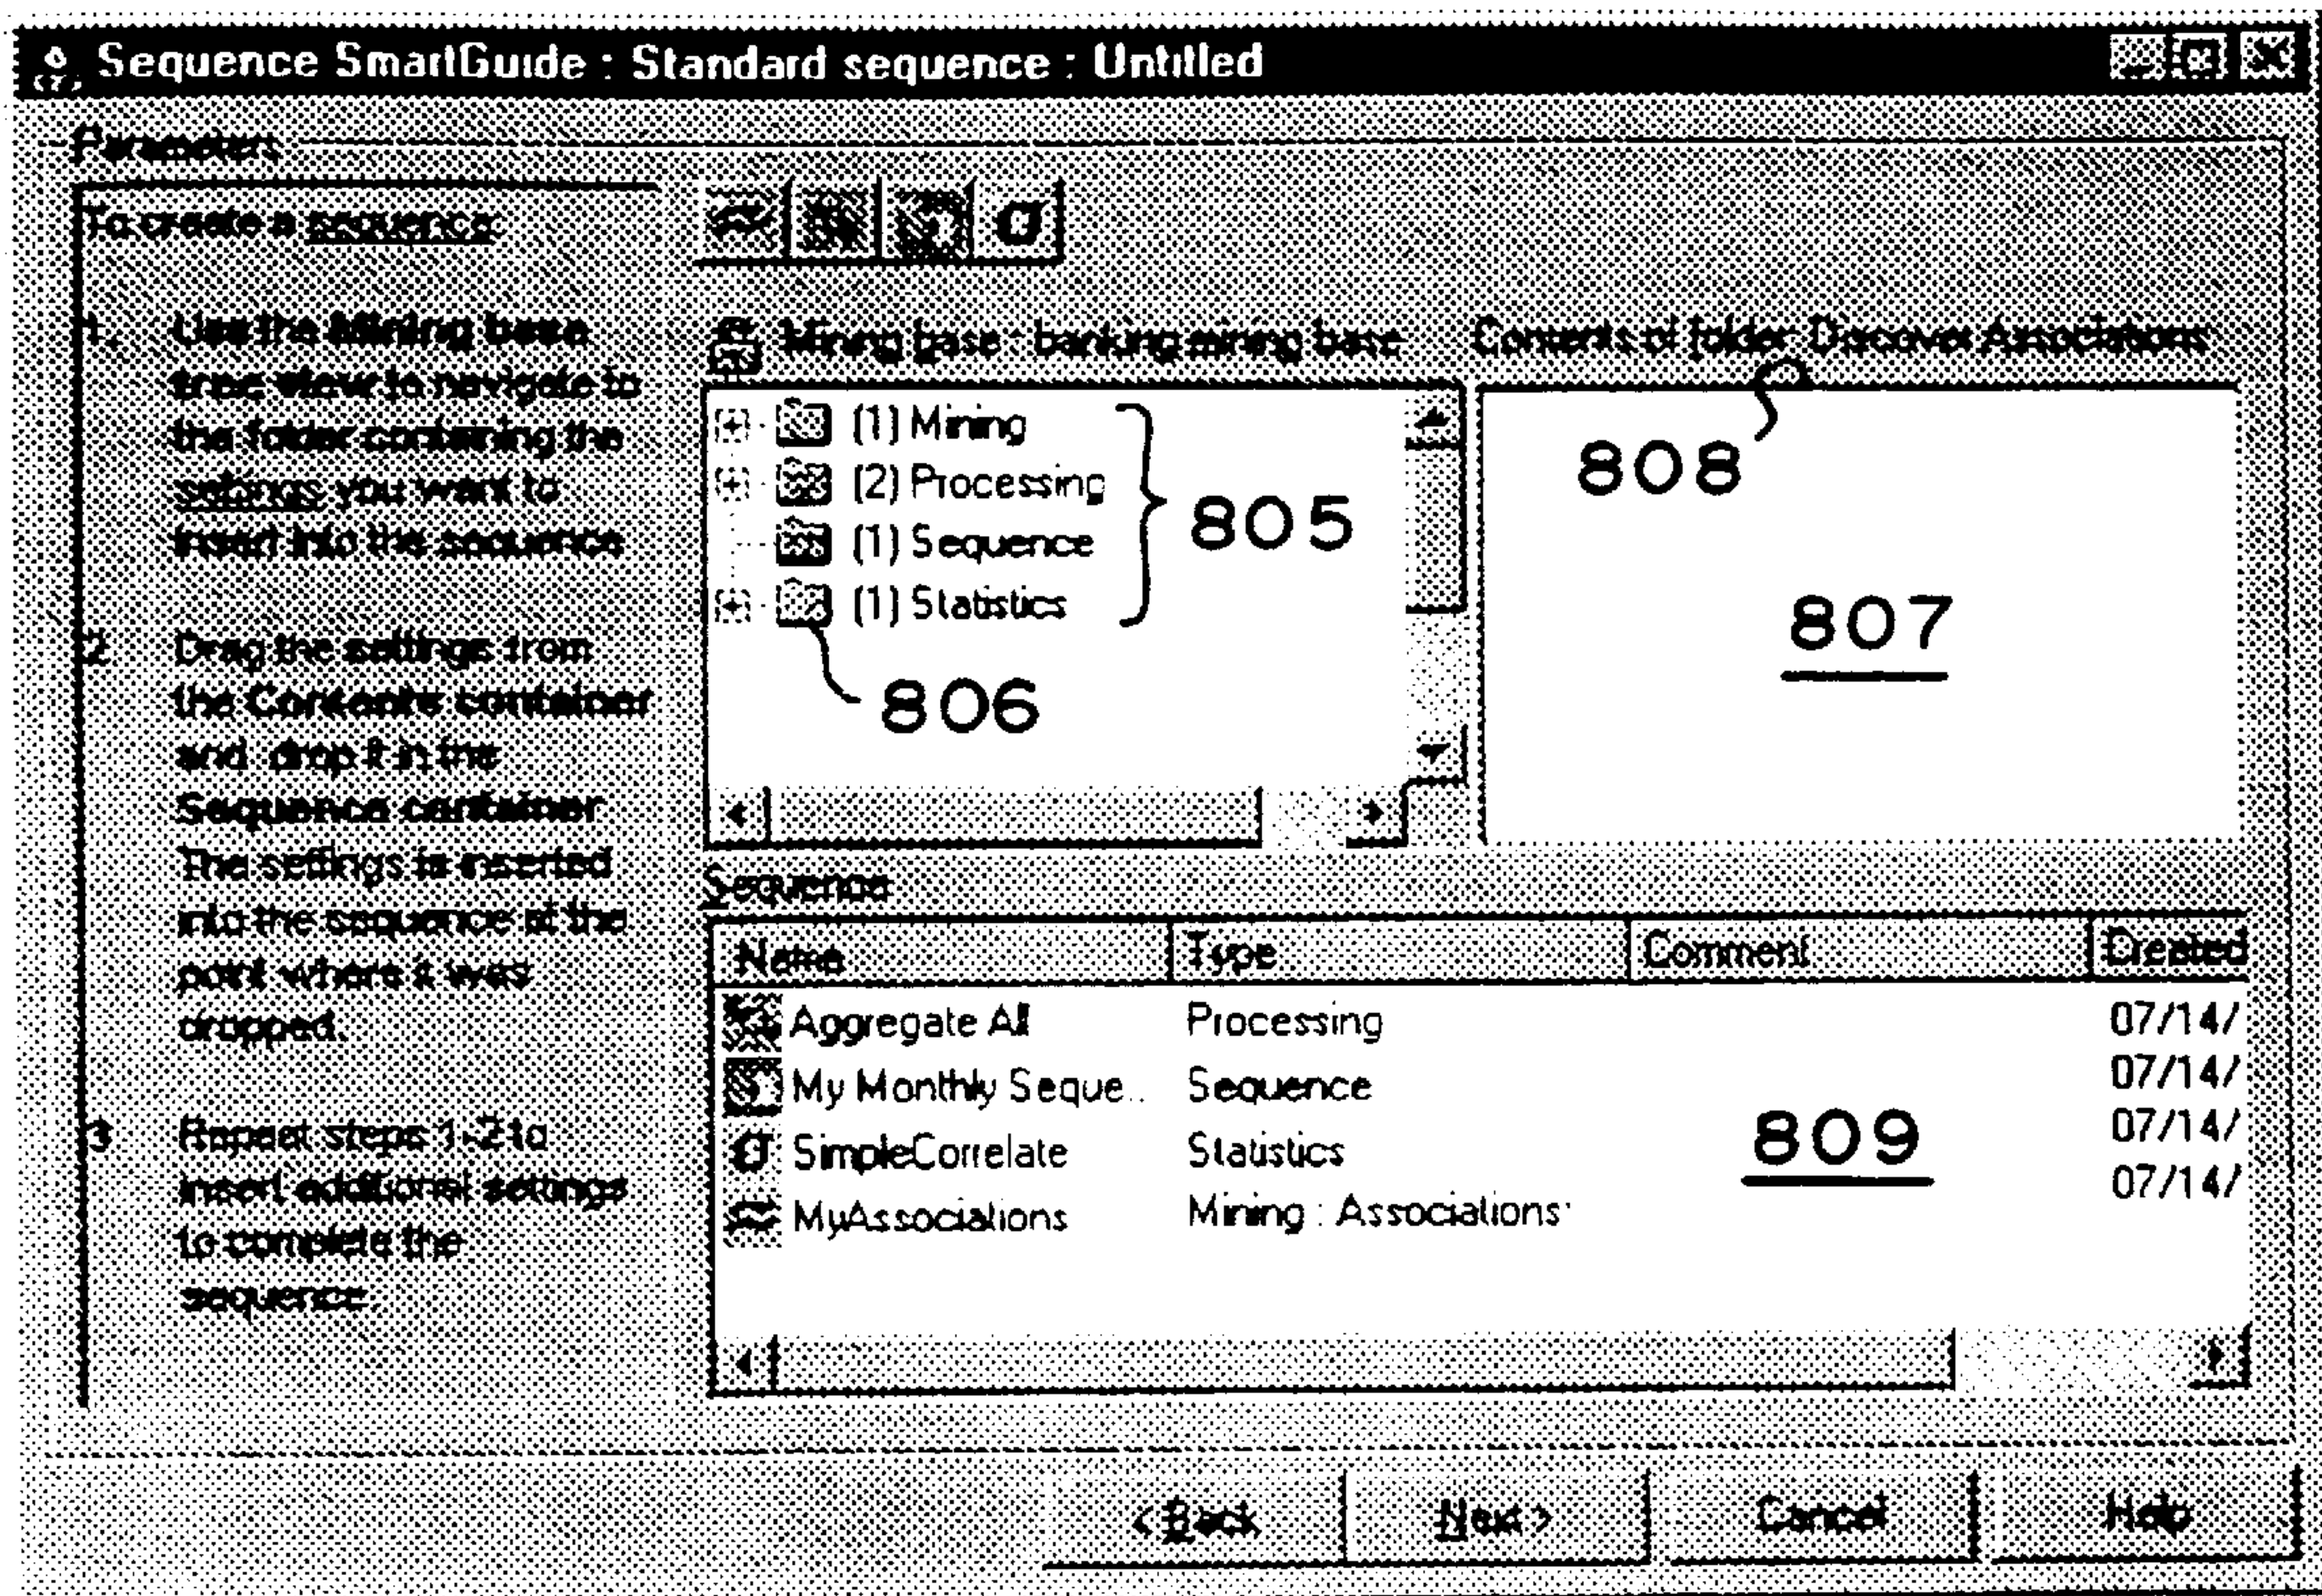 Sequence SmartGuide : Standard sequence : Untitled
Parameters
To create a sequence:
1. Use the Mining base
tree view to navigate to
the folder containing the
settings you want to
insert into the sequence
2 Drag the settings from
the Contents container
and drop it in the
Sequence container
The settings is inserted
into the sequence at the
point where it was
dropped.
3 Repeat steps 1-2 to
insert additional settings
to complete the
sequence
Mining base : banking mining base
(1) Mining
(2) Processing
(1) Sequence
(1) Statistics
805
806
Contents of folder: Discover Associations
808
807
Sequence
Name Type Comment Created
Aggregate All Processing 07/14/
My Monthly Seque.. Sequence 07/14/
SimpleCorrelate Statistics 07/14/
MyAssociations Mining : Associations 07/14/
809
< Back Next > Cancel Help